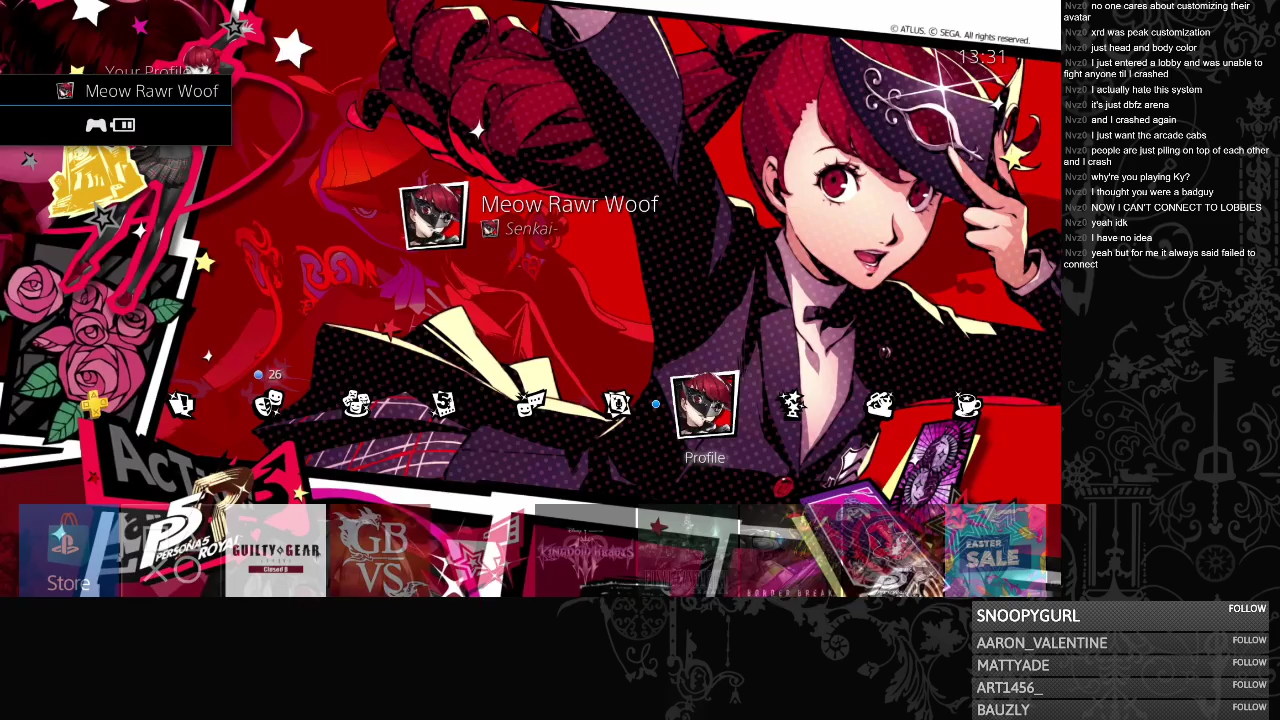 © ATLUS. © SEGA. All rights reserved.
13:31
Your Profile
Meow Rawr Woof
Meow Rawr Woof
Senkai-
26
Profile
Store
PERSONA5 ROYAL
GUILTY GEAR
Closed B
GB
VS
Disney
KINGDOM HEARTS
BORDER BREAK
EASTER
SALE
Nvz0 no one cares about customizing their
avatar
Nvz0 xrd was peak customization
Nvz0 just head and body color
Nvz0 I just entered a lobby and was unable to
fight anyone til I crashed
Nvz0 I actually hate this system
Nvz0 it's just dbfz arena
Nvz0 and I crashed again
Nvz0 I just want the arcade cabs
Nvz0 people are just piling on top of each other
and I crash
Nvz0 why're you playing Ky?
Nvz0 I thought you were a badguy
Nvz0 NOW I CAN'T CONNECT TO LOBBIES
Nvz0 yeah idk
Nvz0 I have no idea
Nvz0 yeah but for me it always said failed to
connect
SNOOPYGURL FOLLOW
AARON_VALENTINE FOLLOW
MATTYADE FOLLOW
ART1456_ FOLLOW
BAUZLY FOLLOW